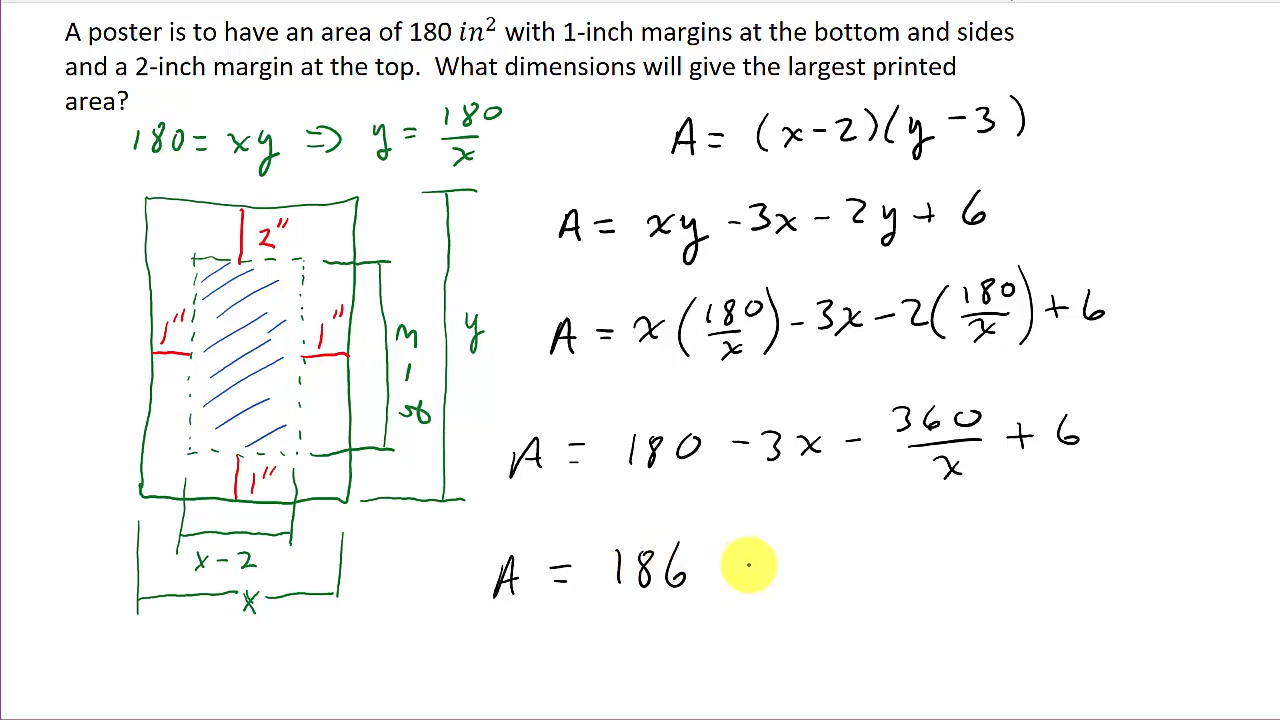 A poster is to have an area of 180 in² with 1-inch margins at the bottom and sides
and a 2-inch margin at the top. What dimensions will give the largest printed
area?
180 = xy ⇒ y = 180/x
A = (x-2)(y-3)
A = xy - 3x - 2y + 6
A = x(180/x) - 3x - 2(180/x) + 6
A = 180 - 3x - 360/x + 6
A = 186
2"
1"
1"
y-3
y
1"
x-2
x